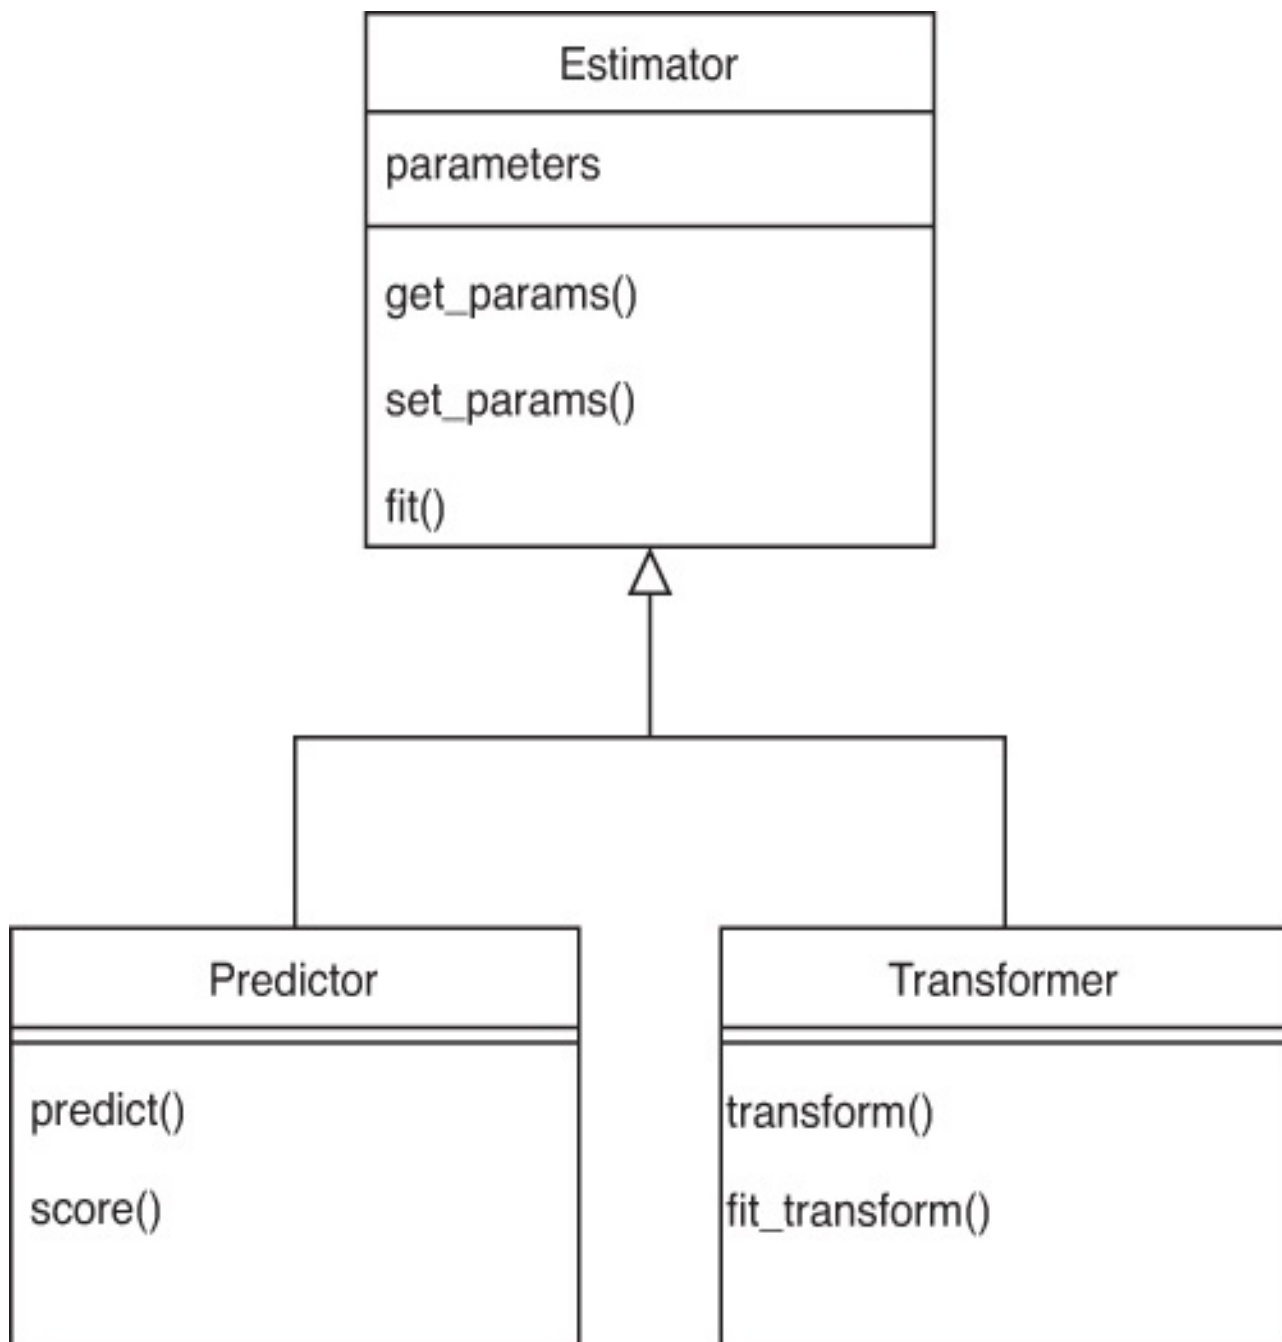 Estimator
parameters
get_params()
set_params()
fit()
Predictor
predict()
score()
Transformer
transform()
fit_transform()